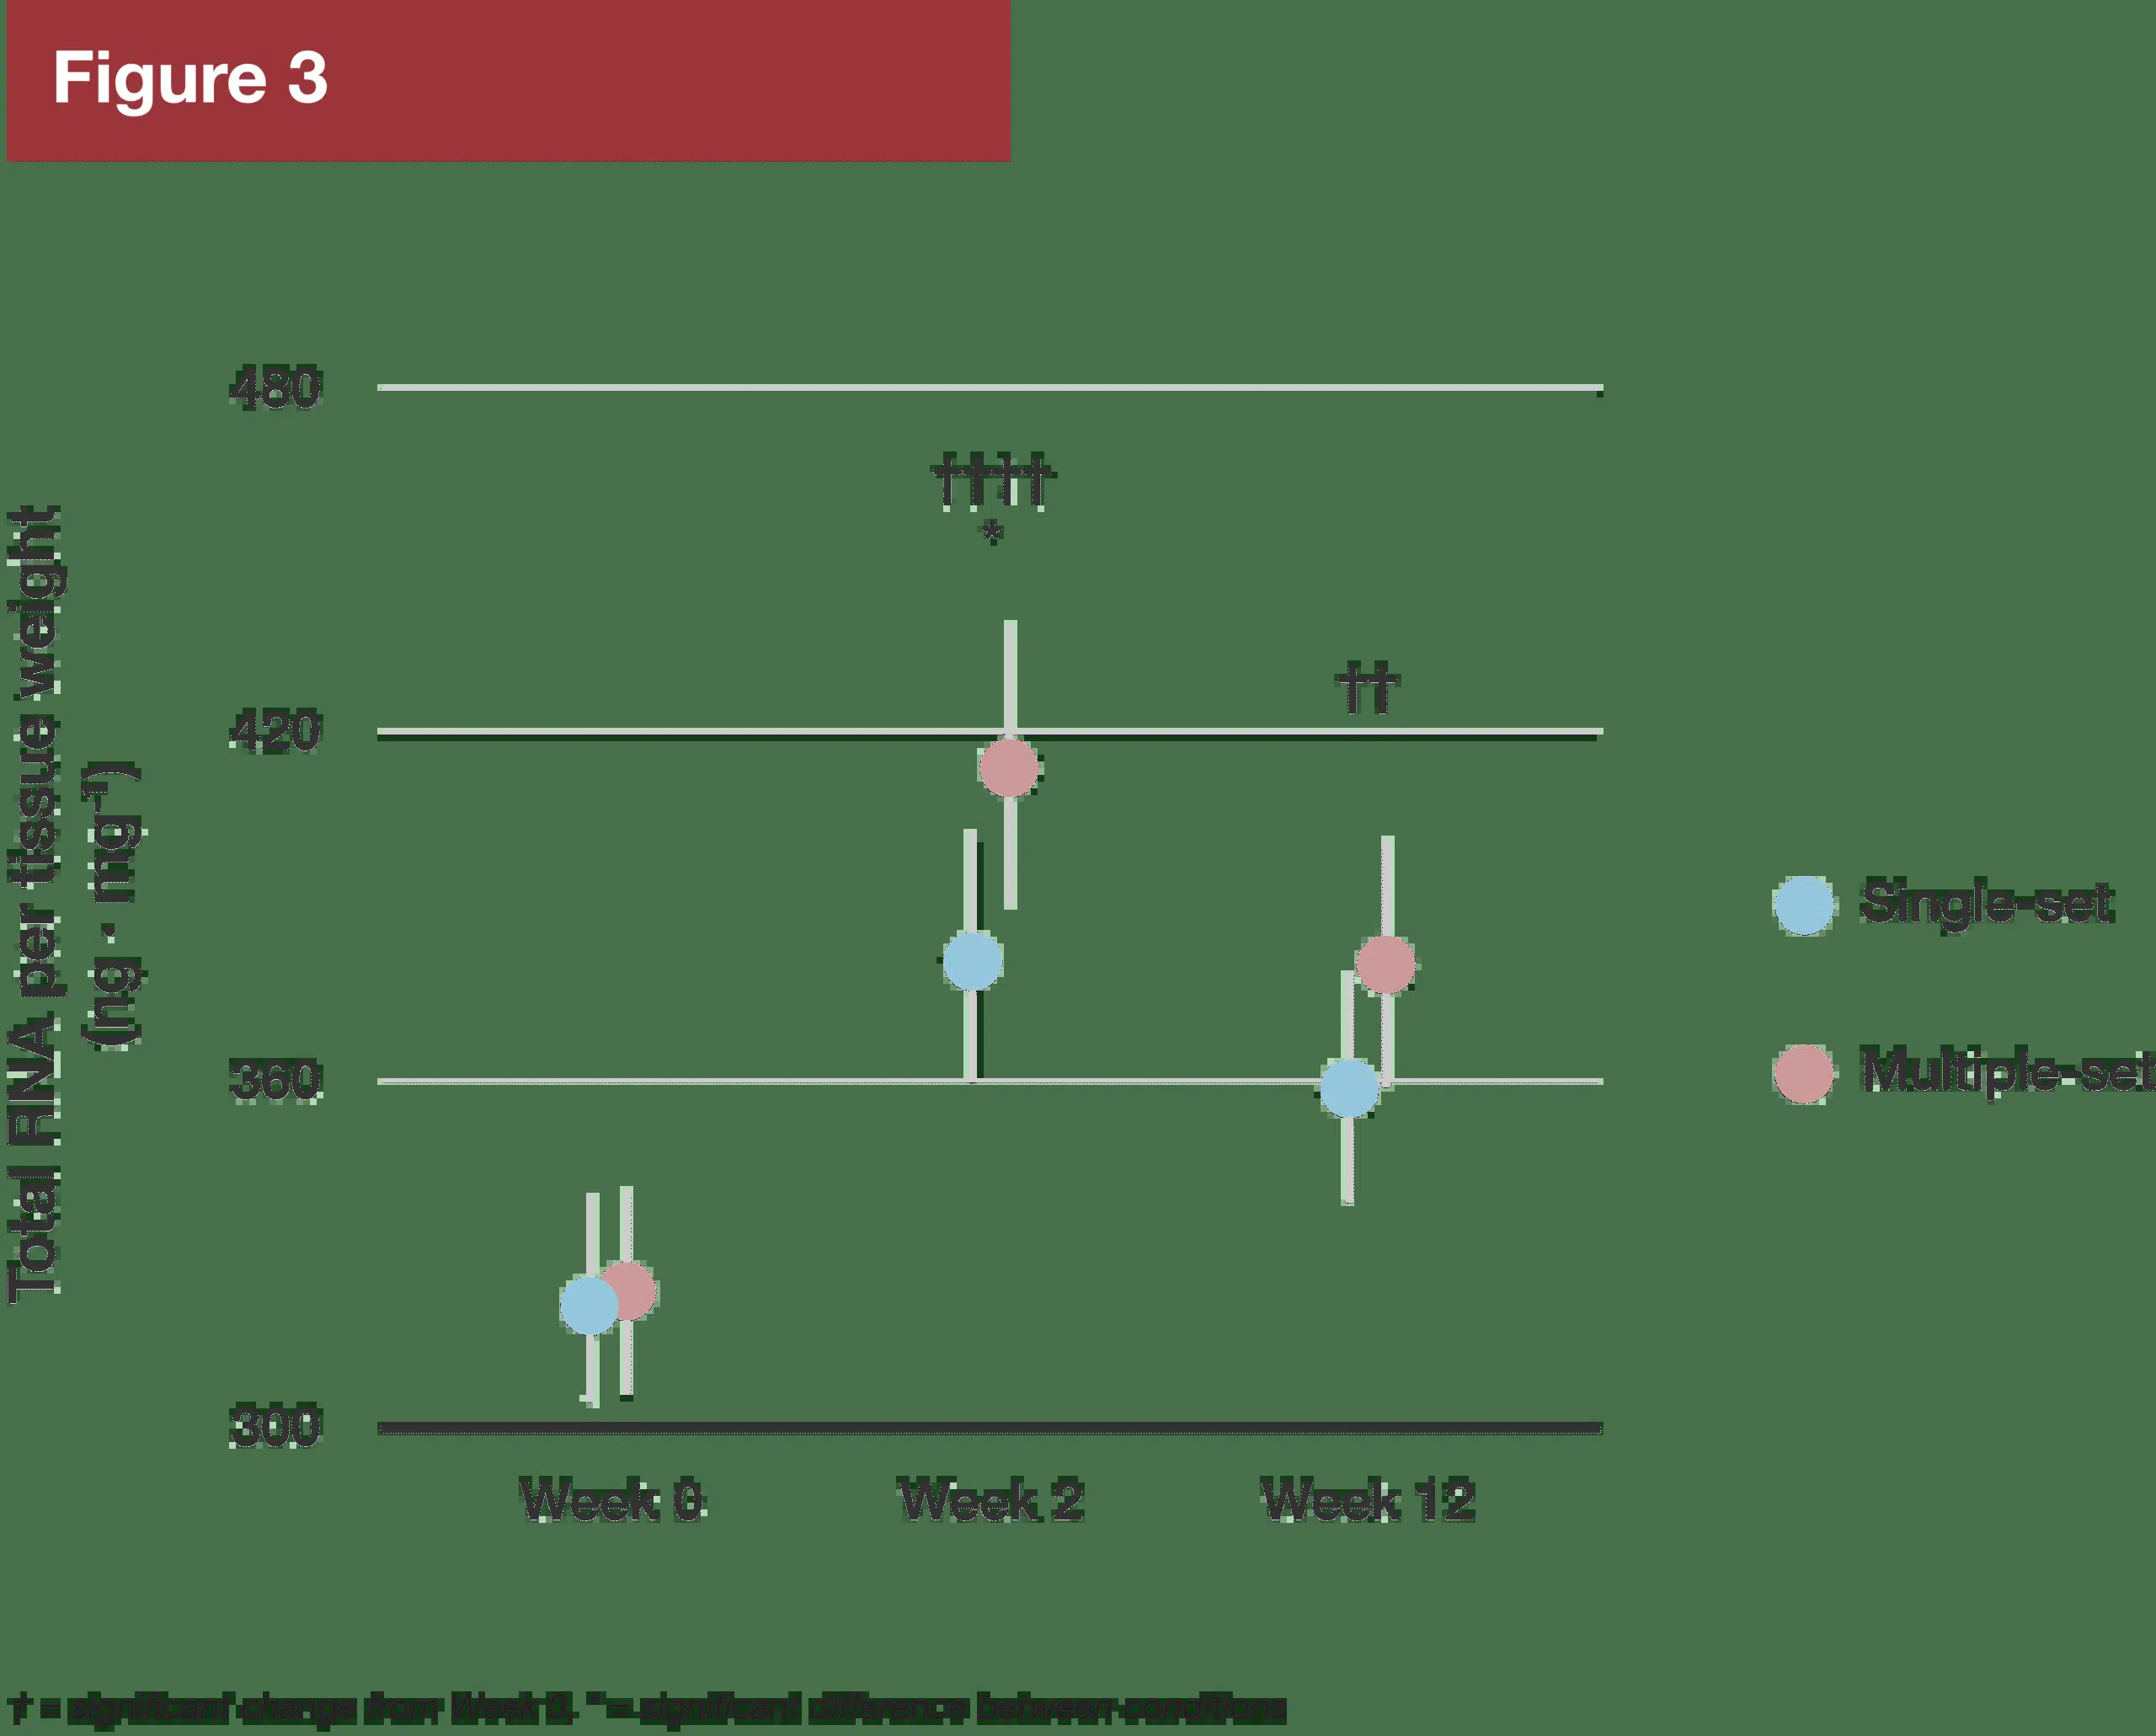 Figure 3
480
††††
*
††
420
360
300
Total RNA per tissue weight
(ng · mg⁻¹)
Single-set
Multiple-set
Week 0 Week 2 Week 12
† = significant change from Week 0, * = significant difference between conditions